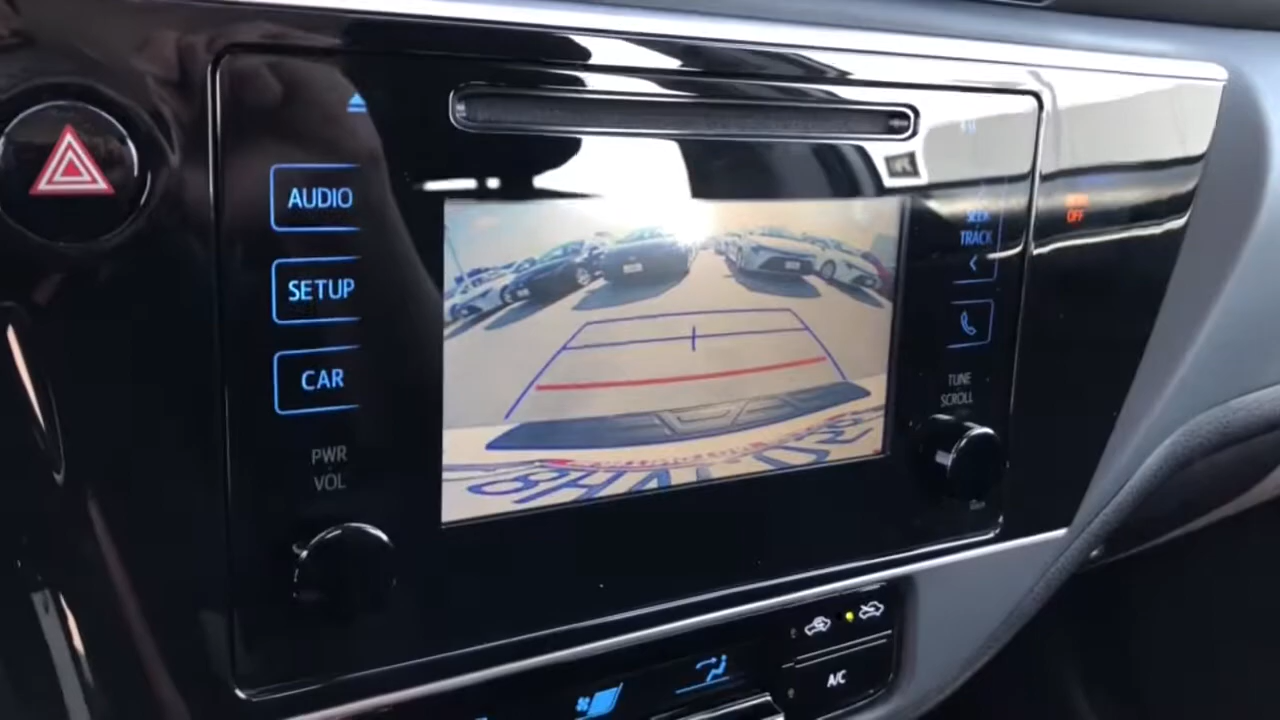 AUDIO
SETUP
CAR
PWR
VOL
SEEK
TRACK
TUNE
SCROLL
OFF
A/C